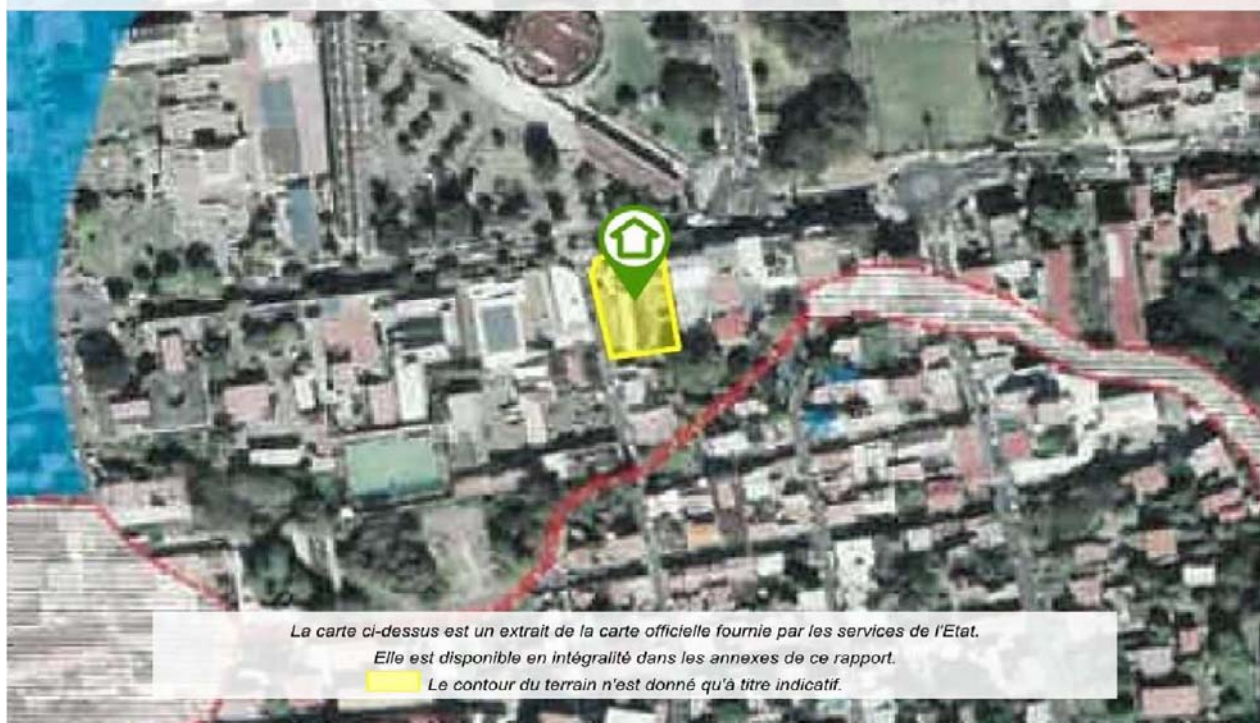 La carte ci-dessus est un extrait de la carte officielle fournie par les services de l'Etat.
Elle est disponible en intégralité dans les annexes de ce rapport.
Le contour du terrain n'est donné qu'à titre indicatif.